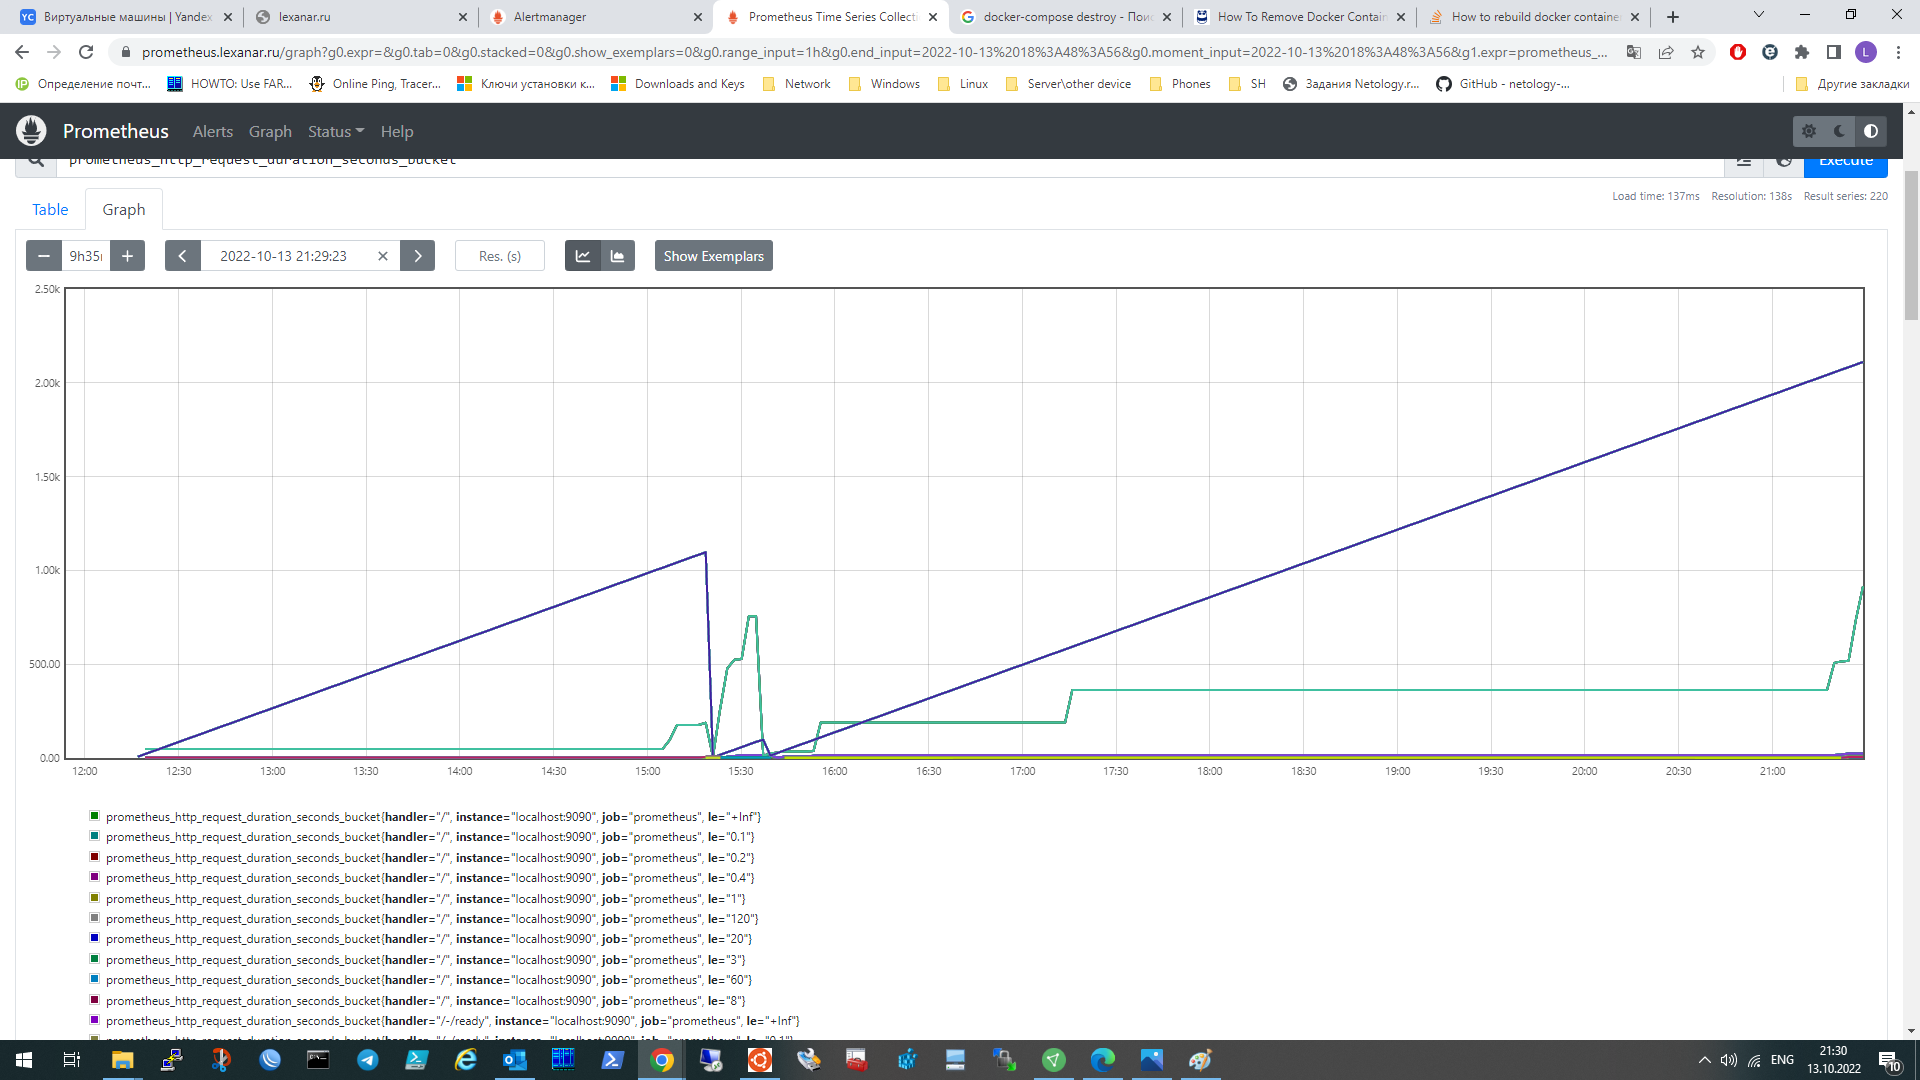 Виртуальные машины | Yandex
lexanar.ru
Alertmanager
Prometheus Time Series Collecti
docker-compose destroy - Пои
How To Remove Docker Contain
How to rebuild docker containe
prometheus.lexanar.ru/graph?g0.expr=&g0.tab=0&g0.stacked=0&g0.show_exemplars=0&g0.range_input=1h&g0.end_input=2022-10-13%2018%3A48%3A56&g0.moment_input=2022-10-13%2018%3A48%3A56&g1.expr=prometheus_...
L
Определение почт...
HOWTO: Use FAR...
Online Ping, Tracer...
Ключи установки к...
Downloads and Keys
Network
Windows
Linux
Server\other device
Phones
SH
Задания Netology.r...
GitHub - netology-...
Другие закладки
Prometheus
Alerts
Graph
Status
Help
prometheus_http_request_duration_seconds_bucket
Execute
Load time: 137ms Resolution: 138s Result series: 220
Table
Graph
9h35
2022-10-13 21:29:23
Res. (s)
Show Exemplars
2.50k
2.00k
1.50k
1.00k
500.00
0.00
12:00 12:30 13:00 13:30 14:00 14:30 15:00 15:30 16:00 16:30 17:00 17:30 18:00 18:30 19:00 19:30 20:00 20:30 21:00
prometheus_http_request_duration_seconds_bucket{handler="/", instance="localhost:9090", job="prometheus", le="+Inf"}
prometheus_http_request_duration_seconds_bucket{handler="/", instance="localhost:9090", job="prometheus", le="0.1"}
prometheus_http_request_duration_seconds_bucket{handler="/", instance="localhost:9090", job="prometheus", le="0.2"}
prometheus_http_request_duration_seconds_bucket{handler="/", instance="localhost:9090", job="prometheus", le="0.4"}
prometheus_http_request_duration_seconds_bucket{handler="/", instance="localhost:9090", job="prometheus", le="1"}
prometheus_http_request_duration_seconds_bucket{handler="/", instance="localhost:9090", job="prometheus", le="120"}
prometheus_http_request_duration_seconds_bucket{handler="/", instance="localhost:9090", job="prometheus", le="20"}
prometheus_http_request_duration_seconds_bucket{handler="/", instance="localhost:9090", job="prometheus", le="3"}
prometheus_http_request_duration_seconds_bucket{handler="/", instance="localhost:9090", job="prometheus", le="60"}
prometheus_http_request_duration_seconds_bucket{handler="/", instance="localhost:9090", job="prometheus", le="8"}
prometheus_http_request_duration_seconds_bucket{handler="/-/ready", instance="localhost:9090", job="prometheus", le="+Inf"}
ENG
21:30
13.10.2022
10